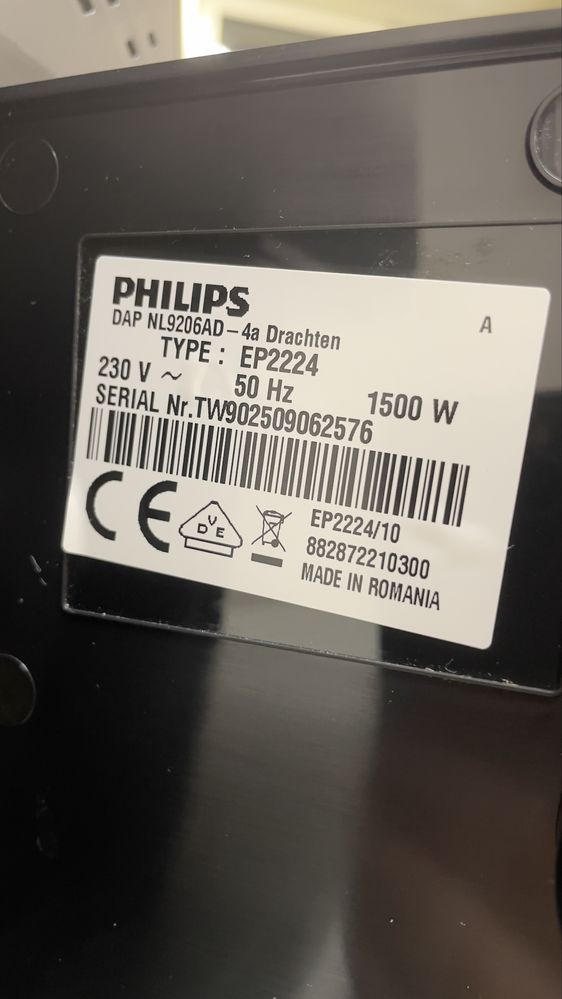 PHILIPS
A
DAP NL9206AD-4a Drachten
TYPE : EP2224
230 V ~ 50 Hz 1500 W
SERIAL Nr.TW902509062576
CE
VDE
EP2224/10
882872210300
MADE IN ROMANIA